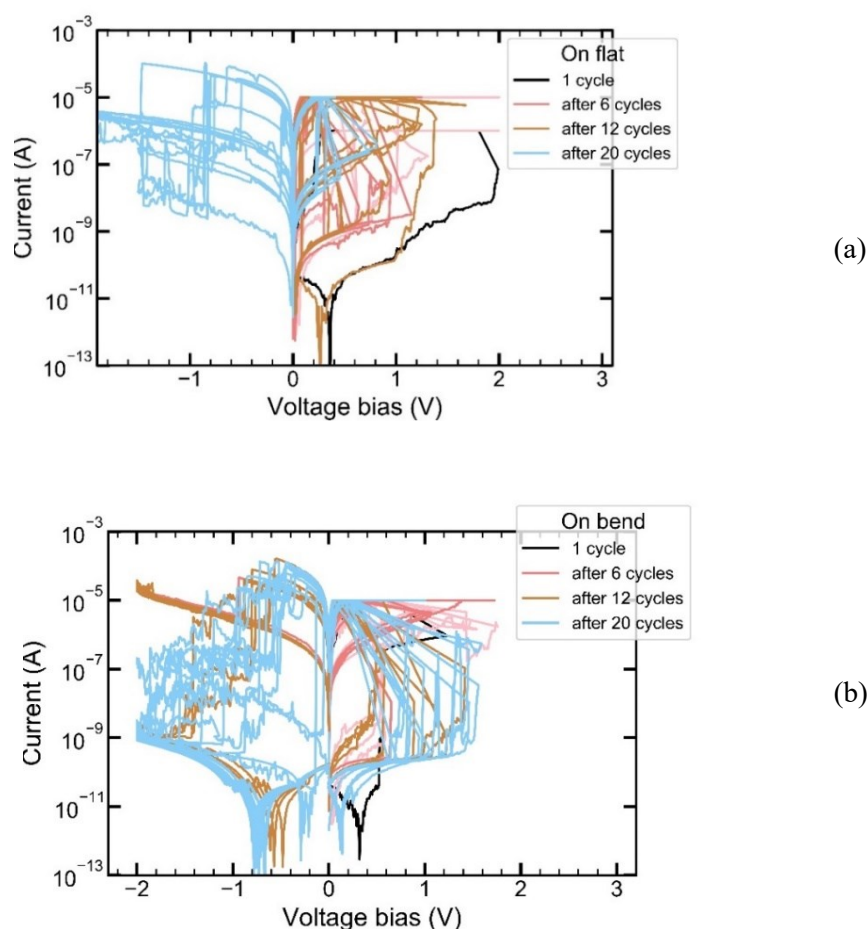 10⁻³
10⁻⁵
10⁻⁷
10⁻⁹
10⁻¹¹
10⁻¹³
Current (A)
−1 0 1 2 3
Voltage bias (V)
On flat
1 cycle
after 6 cycles
after 12 cycles
after 20 cycles
(a)
10⁻³
10⁻⁵
10⁻⁷
10⁻⁹
10⁻¹¹
10⁻¹³
Current (A)
−2 −1 0 1 2 3
Voltage bias (V)
On bend
1 cycle
after 6 cycles
after 12 cycles
after 20 cycles
(b)